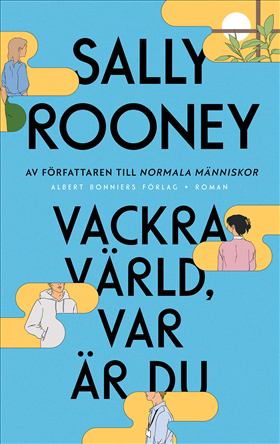 SALLY
ROONEY
AV FÖRFATTAREN TILL NORMALA MÄNNISKOR
ALBERT BONNIERS FÖRLAG • ROMAN
VACKRA
VÄRLD,
VAR
ÄR DU